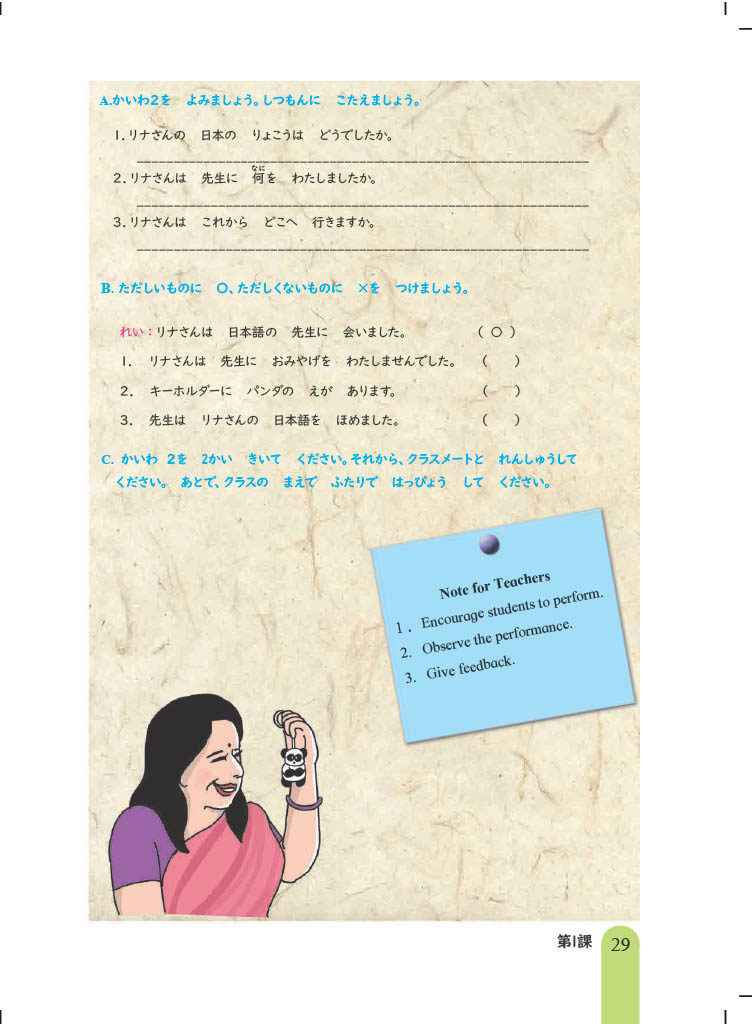 A.かいわ２を　よみましょう。しつもんに　こたえましょう。
1．リナさんの　日本の　りょこうは　どうでしたか。
なに
2．リナさんは　先生に　何を　わたしましたか。
3．リナさんは　これから　どこへ　行きますか。
B. ただしいものに　〇、ただしくないものに　×を　つけましょう。
れい：リナさんは　日本語の　先生に　会いました。　（ 〇 ）
1．　リナさんは　先生に　おみやげを　わたしませんでした。　（　　）
2．　キーホルダーに　パンダの　えが　あります。　（　　）
3．　先生は　リナさんの　日本語を　ほめました。　（　　）
C.　かいわ　２を　2かい　きいて　ください。それから、クラスメートと　れんしゅうして
ください。　あとで、クラスの　まえで　ふたりで　はっぴょう　して　ください。
Note for Teachers
1 .　Encourage students to perform.
2.　Observe the performance.
3.　Give feedback.
第1課　29